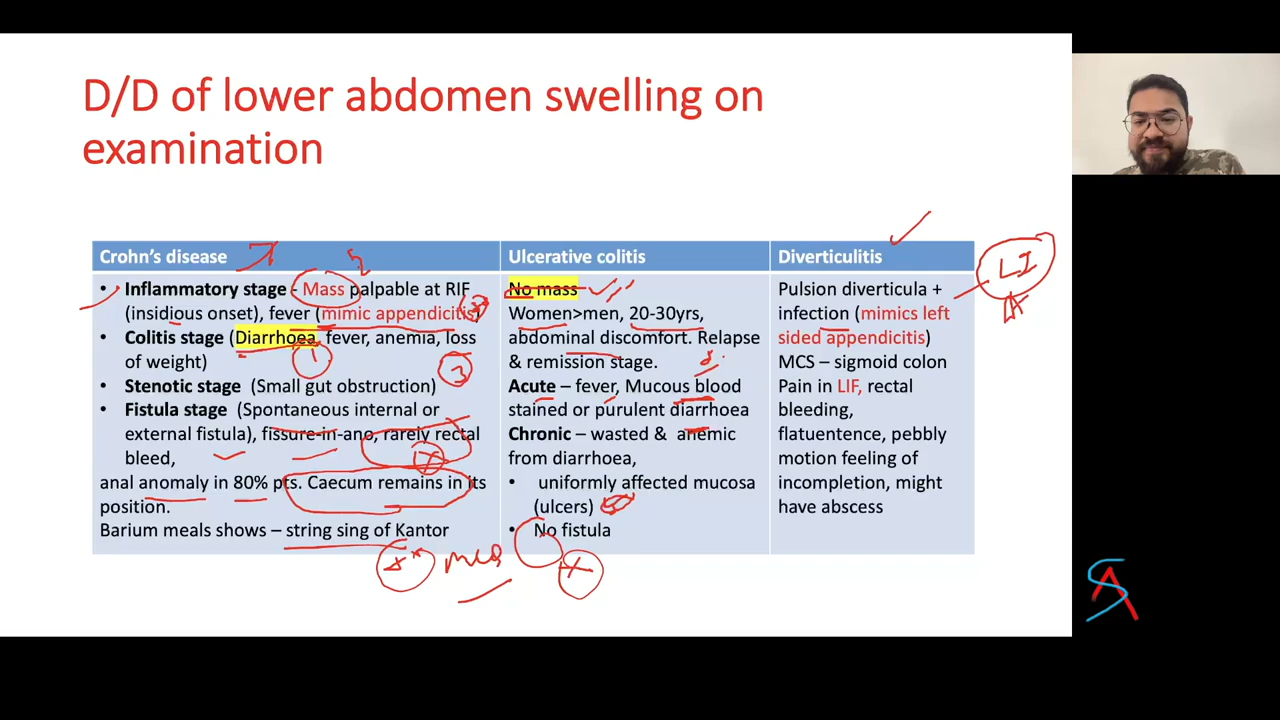 D/D of lower abdomen swelling on
examination
Crohn's disease
Ulcerative colitis
Diverticulitis
• Inflammatory stage - Mass palpable at RIF
(insidious onset), fever (mimic appendicitis)
• Colitis stage (Diarrhoea, fever, anemia, loss
of weight)
• Stenotic stage (Small gut obstruction)
• Fistula stage (Spontaneous internal or
external fistula), fissure-in-ano, rarely rectal
bleed,
anal anomaly in 80% pts. Caecum remains in its
position.
Barium meals shows – string sing of Kantor
No mass
Women>men, 20-30yrs,
abdominal discomfort. Relapse
& remission stage.
Acute – fever, Mucous blood
stained or purulent diarrhoea
Chronic – wasted & anemic
from diarrhoea,
• uniformly affected mucosa
(ulcers)
• No fistula
Pulsion diverticula +
infection (mimics left
sided appendicitis)
MCS – sigmoid colon
Pain in LIF, rectal
bleeding,
flatuentence, pebbly
motion feeling of
incompletion, might
have abscess
LI
1
3
MCQ